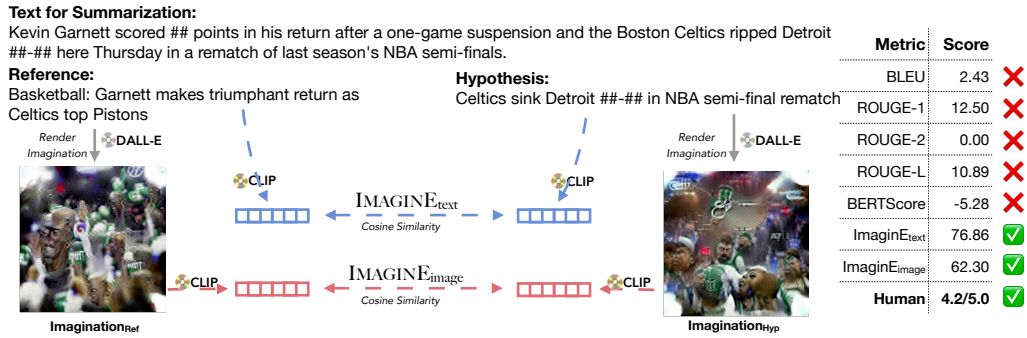 Text for Summarization:
Kevin Garnett scored ## points in his return after a one-game suspension and the Boston Celtics ripped Detroit
##-## here Thursday in a rematch of last season's NBA semi-finals.
Reference:
Basketball: Garnett makes triumphant return as
Celtics top Pistons
Hypothesis:
Celtics sink Detroit ##-## in NBA semi-final rematch
Render
Imagination
DALL-E
Render
Imagination
DALL-E
CLIP
IMAGINEtext
Cosine Similarity
CLIP
CLIP
IMAGINEimage
Cosine Similarity
CLIP
ImaginationRef
ImaginationHyp
Metric Score
BLEU 2.43
ROUGE-1 12.50
ROUGE-2 0.00
ROUGE-L 10.89
BERTScore -5.28
ImaginEtext 76.86
ImaginEimage 62.30
Human 4.2/5.0